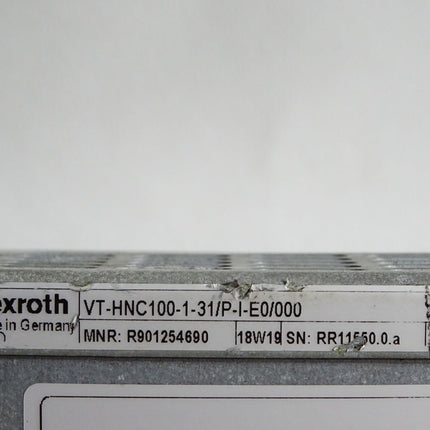 exroth VT-HNC100-1-31/P-I-E0/000
e in Germany MNR: R901254690 18W19 SN: RR11550.0.a